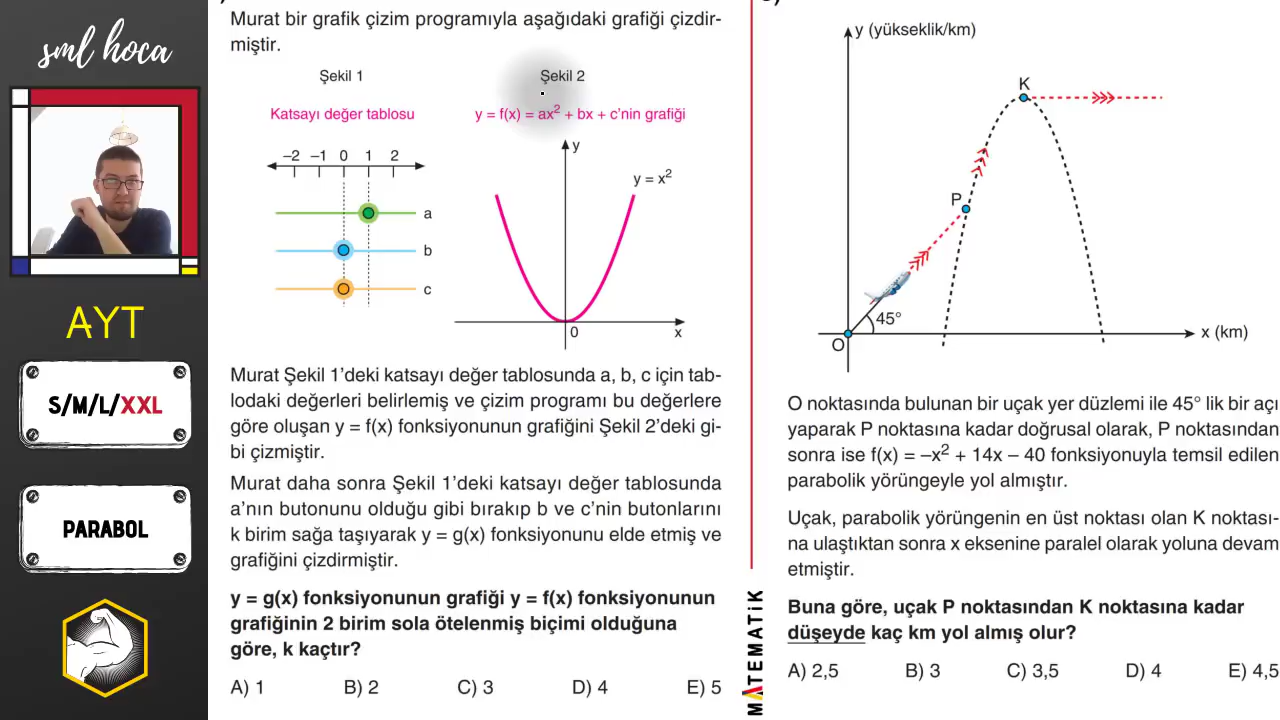 sml hoca
AYT
S/M/L/XXL
PARABOL
Murat bir grafik çizim programıyla aşağıdaki grafiği çizdir-
miştir.
Şekil 1
Şekil 2
Katsayı değer tablosu
y = f(x) = ax² + bx + c'nin grafiği
–2 –1 0 1 2
a
b
c
y
y = x²
0
x
Murat Şekil 1'deki katsayı değer tablosunda a, b, c için tab-
lodaki değerleri belirlemiş ve çizim programı bu değerlere
göre oluşan y = f(x) fonksiyonunun grafiğini Şekil 2'deki gi-
bi çizmiştir.
Murat daha sonra Şekil 1'deki katsayı değer tablosunda
a'nın butonunu olduğu gibi bırakıp b ve c'nin butonlarını
k birim sağa taşıyarak y = g(x) fonksiyonunu elde etmiş ve
grafiğini çizdirmiştir.
y = g(x) fonksiyonunun grafiği y = f(x) fonksiyonunun
grafiğinin 2 birim sola ötelenmiş biçimi olduğuna
göre, k kaçtır?
A) 1 B) 2 C) 3 D) 4 E) 5
MATEMATİK
y (yükseklik/km)
K
P
45°
O
x (km)
O noktasında bulunan bir uçak yer düzlemi ile 45° lik bir açı
yaparak P noktasına kadar doğrusal olarak, P noktasından
sonra ise f(x) = –x² + 14x – 40 fonksiyonuyla temsil edilen
parabolik yörüngeyle yol almıştır.
Uçak, parabolik yörüngenin en üst noktası olan K noktası-
na ulaştıktan sonra x eksenine paralel olarak yoluna devam
etmiştir.
Buna göre, uçak P noktasından K noktasına kadar
düşeyde kaç km yol almış olur?
A) 2,5 B) 3 C) 3,5 D) 4 E) 4,5